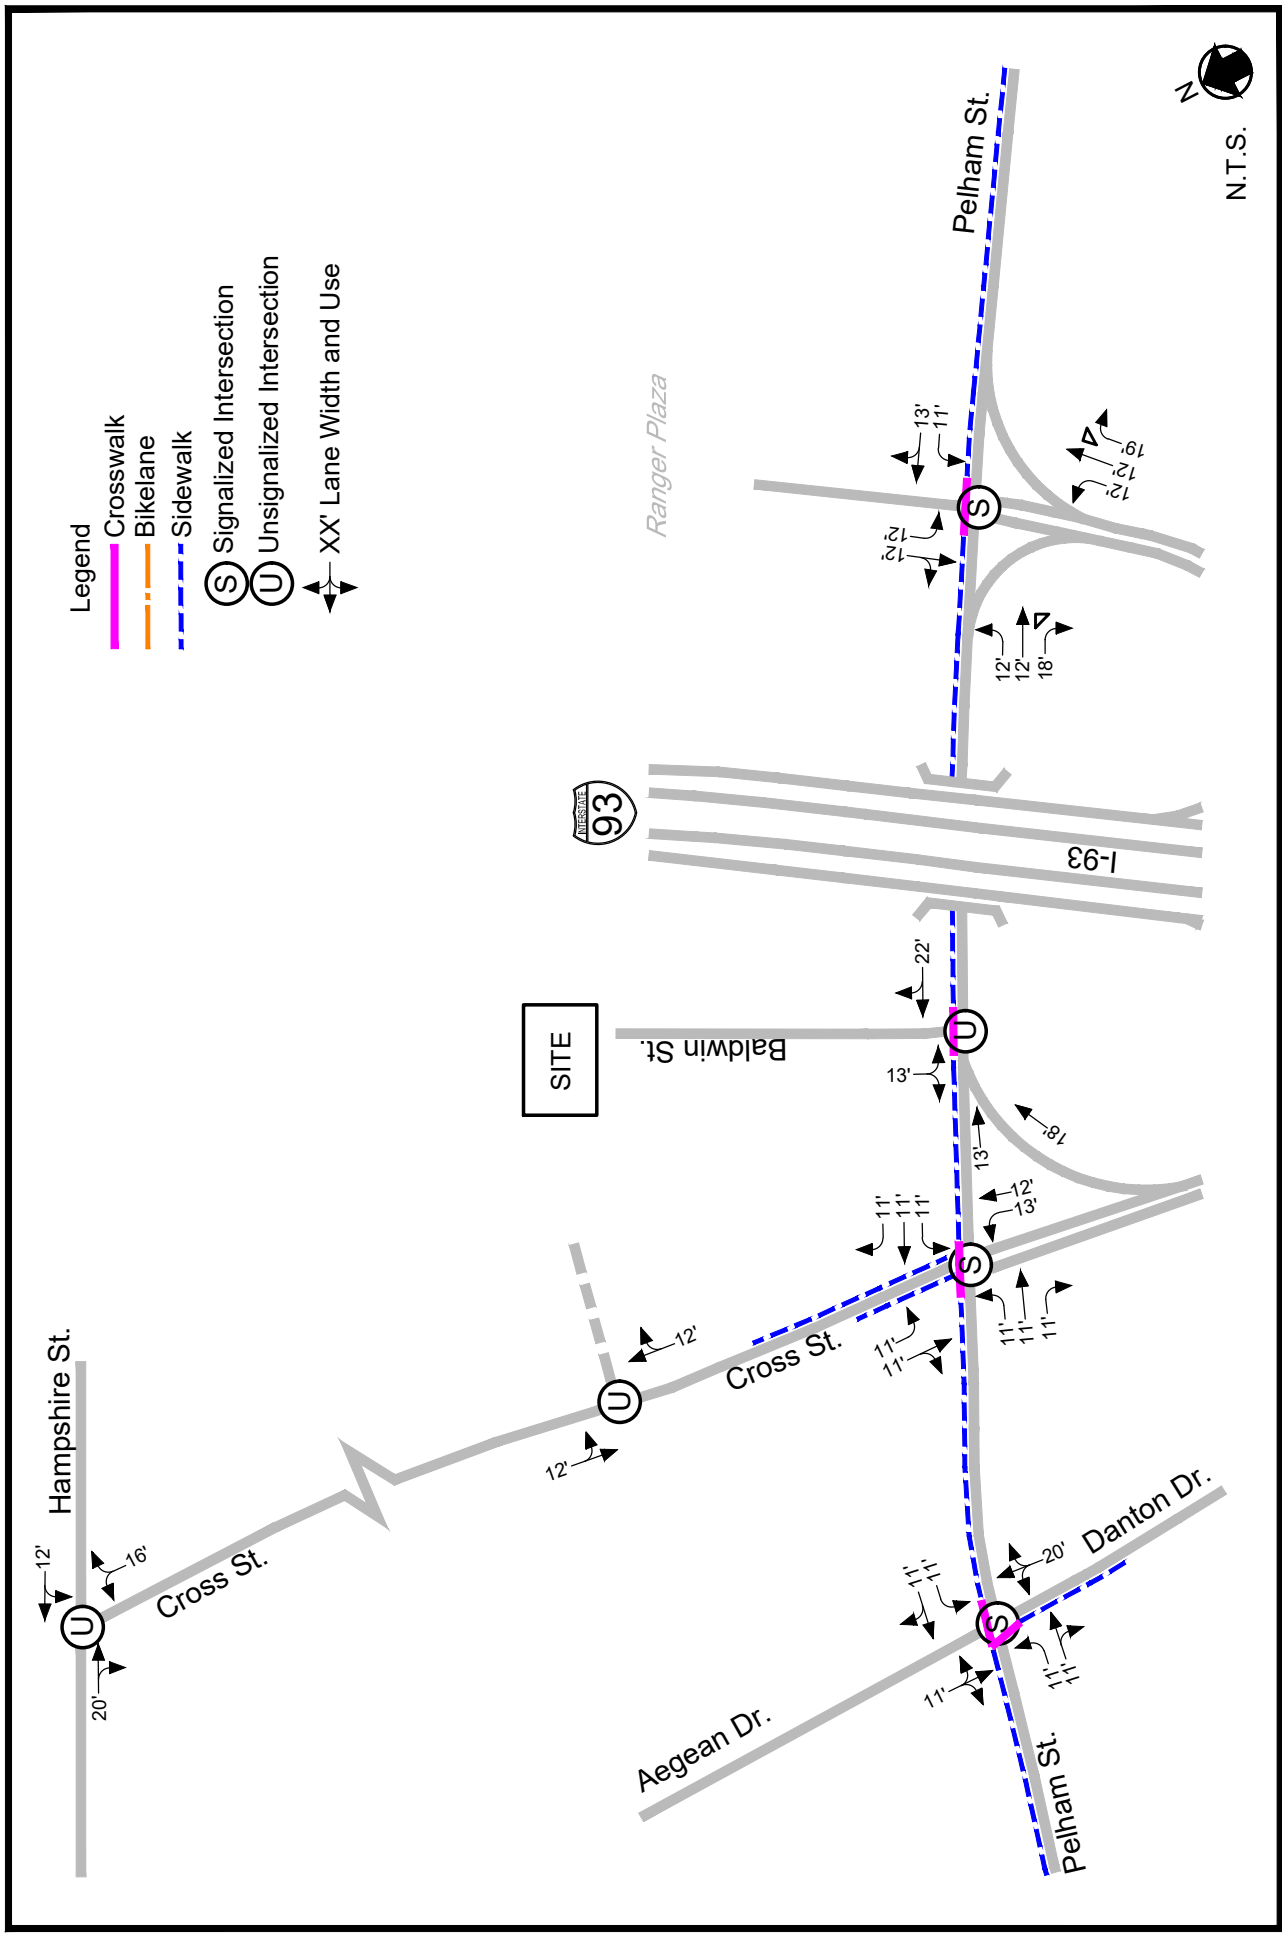 Legend
Crosswalk
Bikelane
Sidewalk
S Signalized Intersection
U Unsignalized Intersection
XX' Lane Width and Use
Hampshire St.
12'
16'
20'
U
Cross St.
12'
U
12'
Cross St.
SITE
Baldwin St.
INTERSTATE
93
I-93
Ranger Plaza
Pelham St.
N
N.T.S.
Aegean Dr.
Danton Dr.
Pelham St.
11'
11'
11'
S
20'
11'
11'
11'
11'
11'
11'
11'
S
12'
13'
11'
11'
11'
13'
18'
13'
U
22'
12'
12'
18'
12'
12'
S
13'
11'
12'
12'
19'